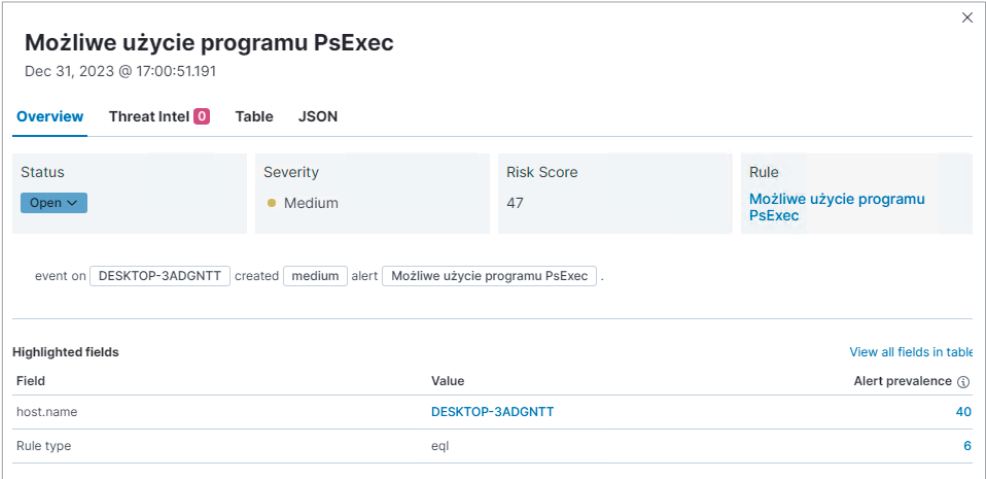 Możliwe użycie programu PsExec
Dec 31, 2023 @ 17:00:51.191
Overview Threat Intel 0 Table JSON
Status Severity Risk Score Rule
Open Medium 47 Możliwe użycie programu
PsExec
event on DESKTOP-3ADGNTT created medium alert Możliwe użycie programu PsExec .
Highlighted fields View all fields in table
Field Value Alert prevalence
host.name DESKTOP-3ADGNTT 40
Rule type eql 6